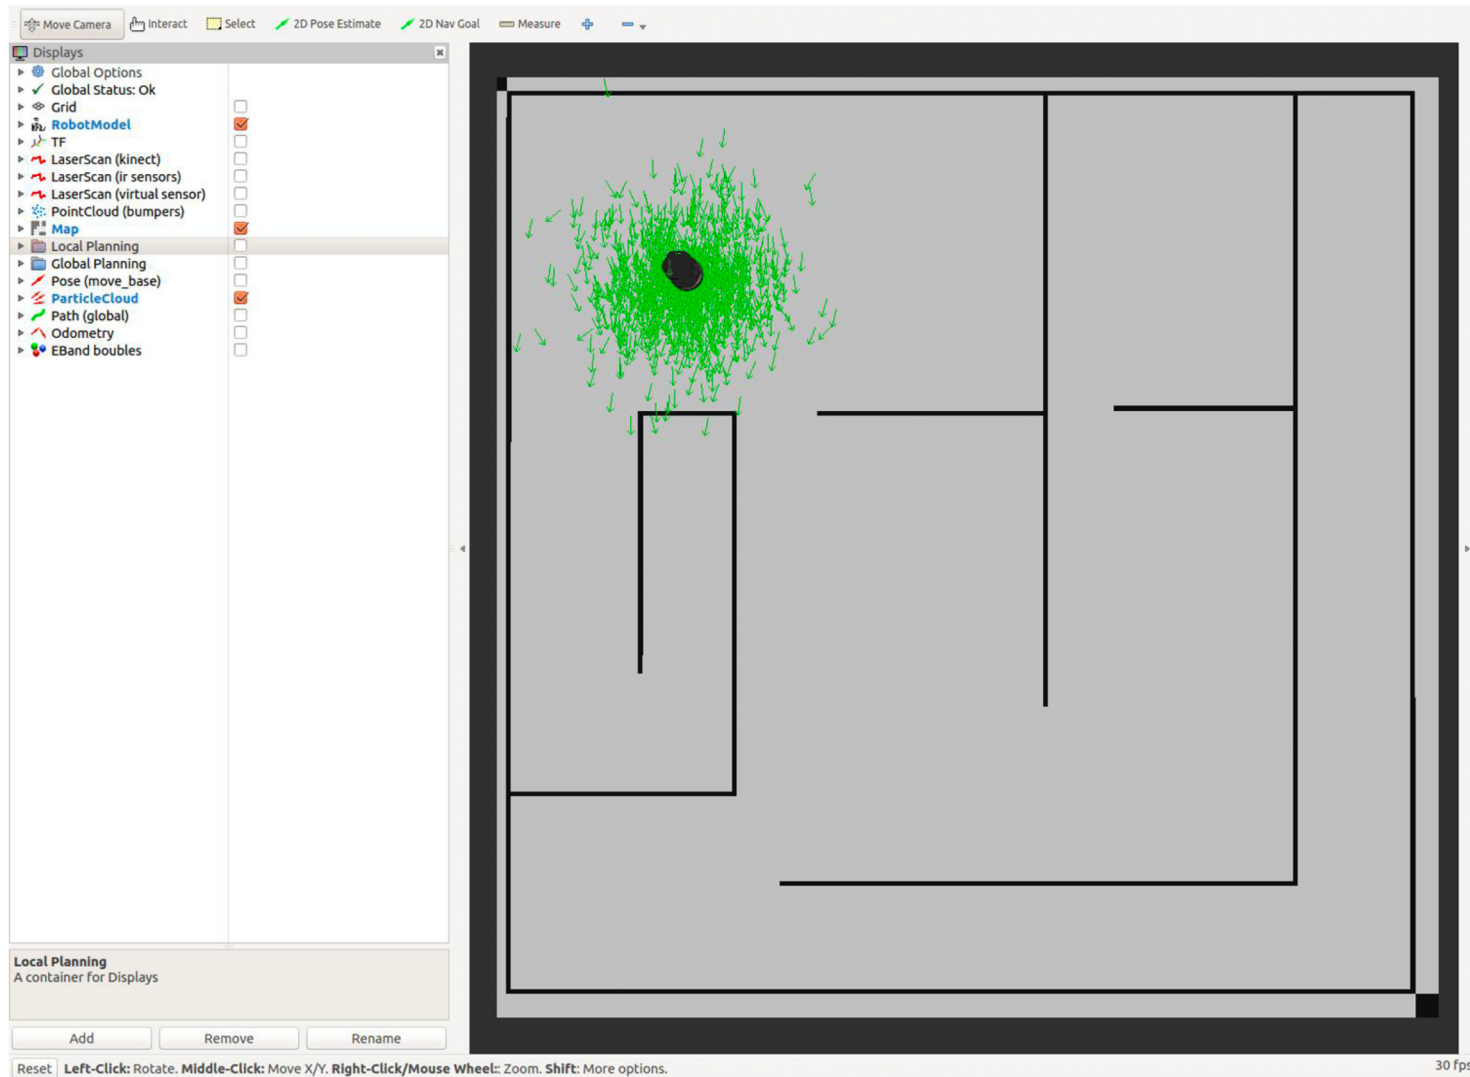 Move Camera Interact Select 2D Pose Estimate 2D Nav Goal Measure
Displays
Global Options
Global Status: Ok
Grid
RobotModel
TF
LaserScan (kinect)
LaserScan (ir sensors)
LaserScan (virtual sensor)
PointCloud (bumpers)
Map
Local Planning
Global Planning
Pose (move_base)
ParticleCloud
Path (global)
Odometry
EBand boubles
Local Planning
A container for Displays
Add Remove Rename
Reset Left-Click: Rotate. Middle-Click: Move X/Y. Right-Click/Mouse Wheel:: Zoom. Shift: More options. 30 fps